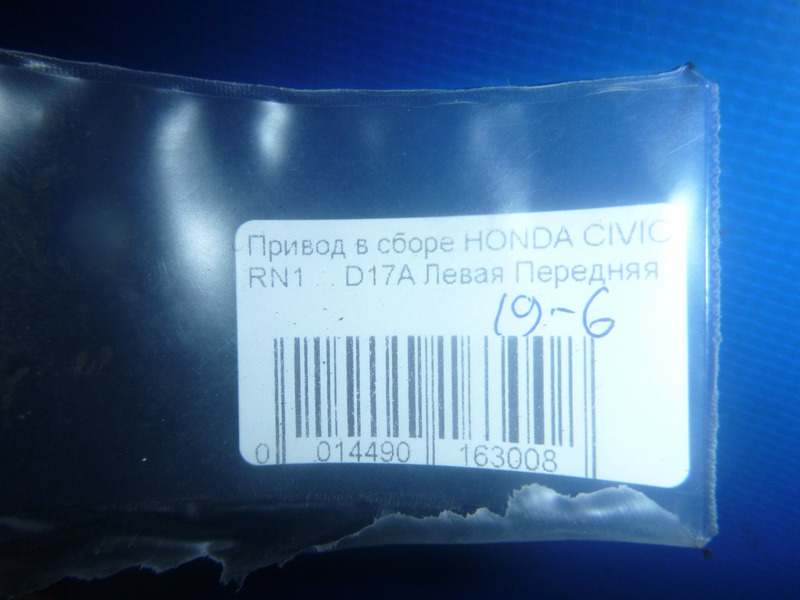 Привод в сборе HONDA CIVIC
RN1 ... D17A Левая Передняя
19-6
0 014490 163008